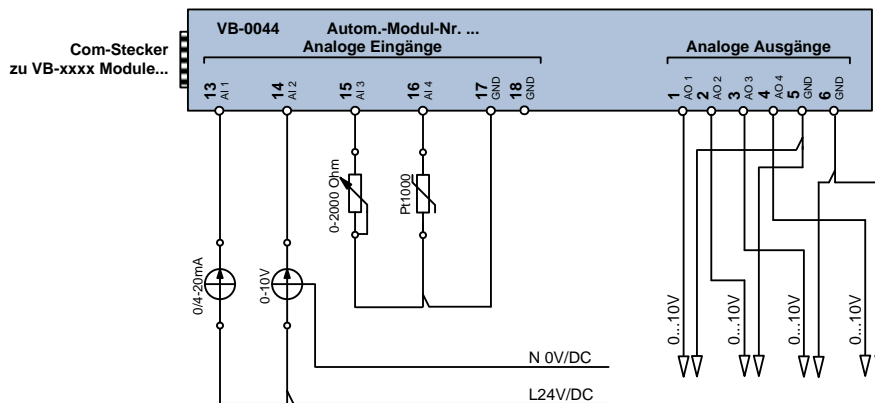 VB-0044 Autom.-Modul-Nr. ...
Analoge Eingänge
Analoge Ausgänge
Com-Stecker
zu VB-xxxx Module...
13 AI 1
14 AI 2
15 AI 3
16 AI 4
17 GND
18 GND
1 AO 1
2 AO 2
3 AO 3
4 AO 4
5 GND
6 GND
0-2000 Ohm
Pt1000
0/4-20mA
0-10V
0...10V
0...10V
0...10V
0...10V
N 0V/DC
L24V/DC